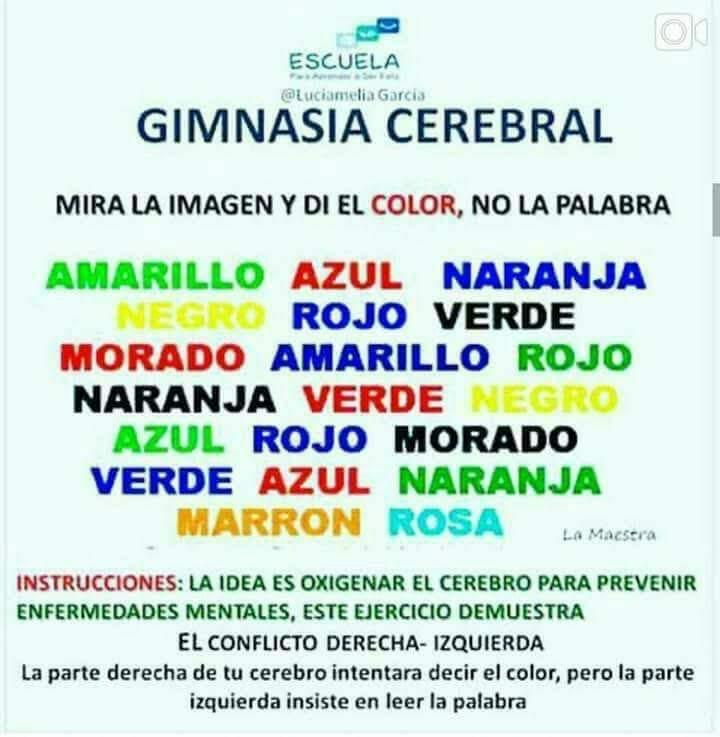 ESCUELA
Para Aprender a Ser Feliz
@Luciamelia Garcia
GIMNASIA CEREBRAL
MIRA LA IMAGEN Y DI EL COLOR, NO LA PALABRA
AMARILLO AZUL NARANJA
NEGRO ROJO VERDE
MORADO AMARILLO ROJO
NARANJA VERDE NEGRO
AZUL ROJO MORADO
VERDE AZUL NARANJA
MARRON ROSA
La Maestra
INSTRUCCIONES: LA IDEA ES OXIGENAR EL CEREBRO PARA PREVENIR
ENFERMEDADES MENTALES, ESTE EJERCICIO DEMUESTRA
EL CONFLICTO DERECHA- IZQUIERDA
La parte derecha de tu cerebro intentara decir el color, pero la parte
izquierda insiste en leer la palabra